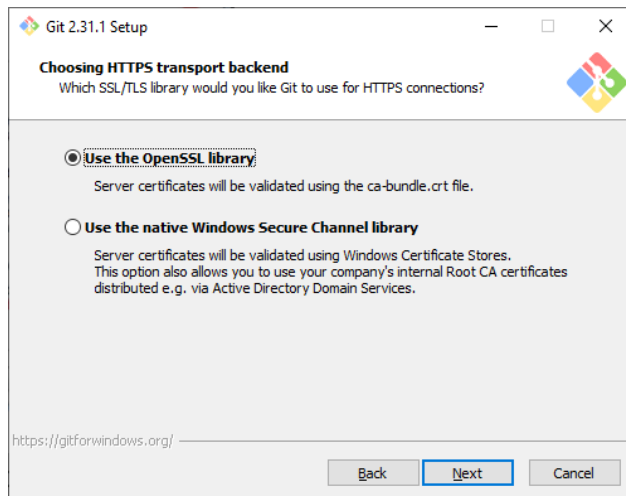 Git 2.31.1 Setup
Choosing HTTPS transport backend
Which SSL/TLS library would you like Git to use for HTTPS connections?
Use the OpenSSL library
Server certificates will be validated using the ca-bundle.crt file.
Use the native Windows Secure Channel library
Server certificates will be validated using Windows Certificate Stores.
This option also allows you to use your company's internal Root CA certificates
distributed e.g. via Active Directory Domain Services.
https://gitforwindows.org/
Back Next Cancel